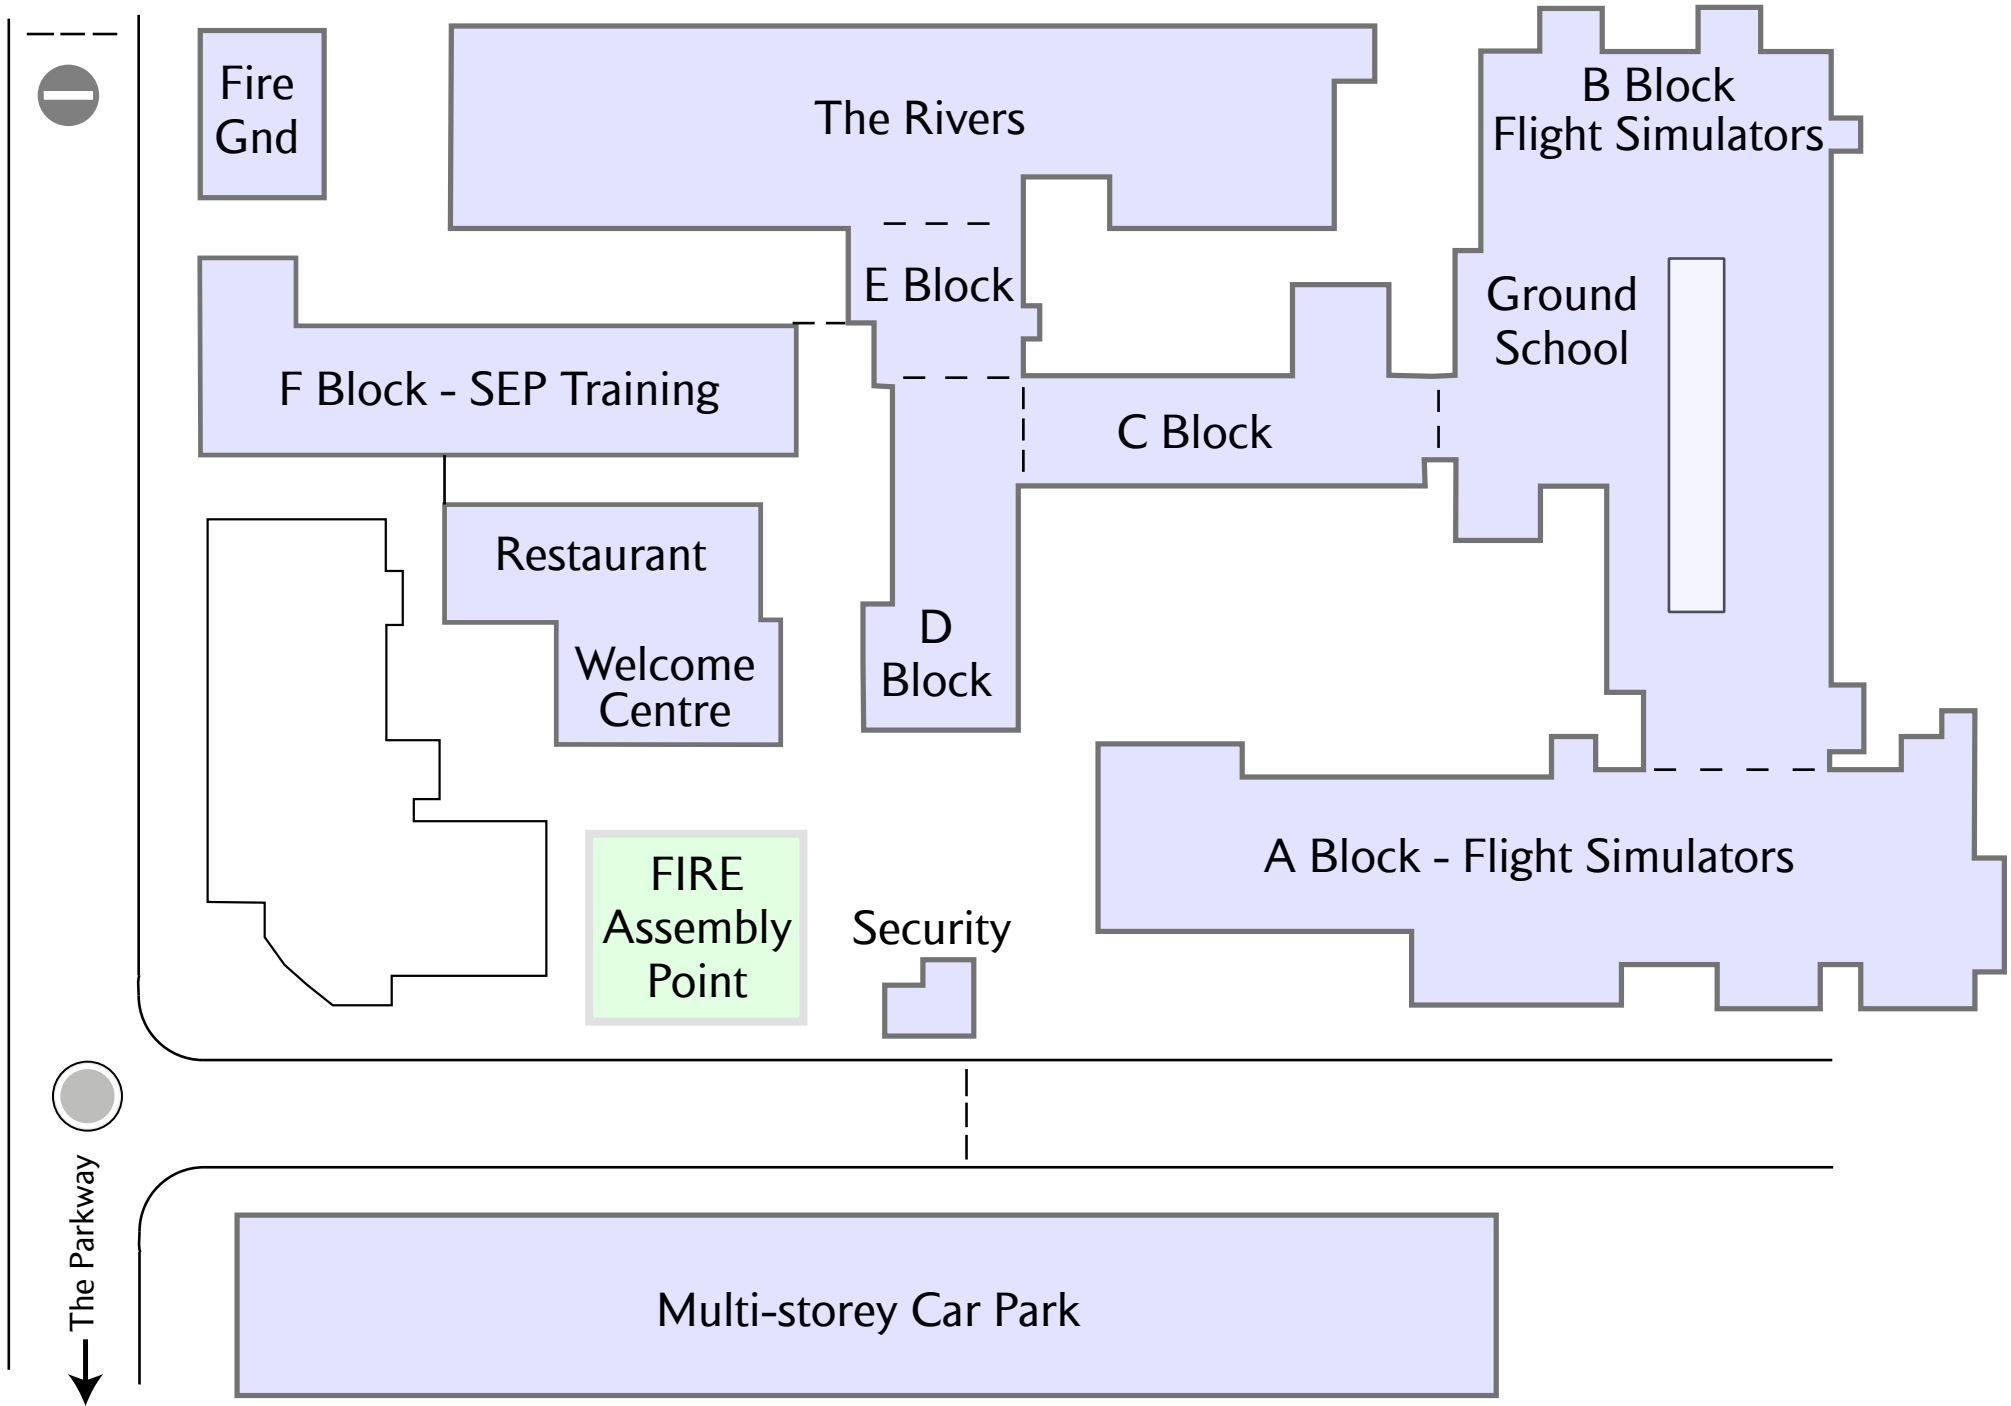 Fire
Gnd
The Rivers
B Block
Flight Simulators
E Block
Ground
School
F Block - SEP Training
C Block
Restaurant
D
Block
Welcome
Centre
A Block - Flight Simulators
FIRE
Assembly
Point
Security
The Parkway
Multi-storey Car Park